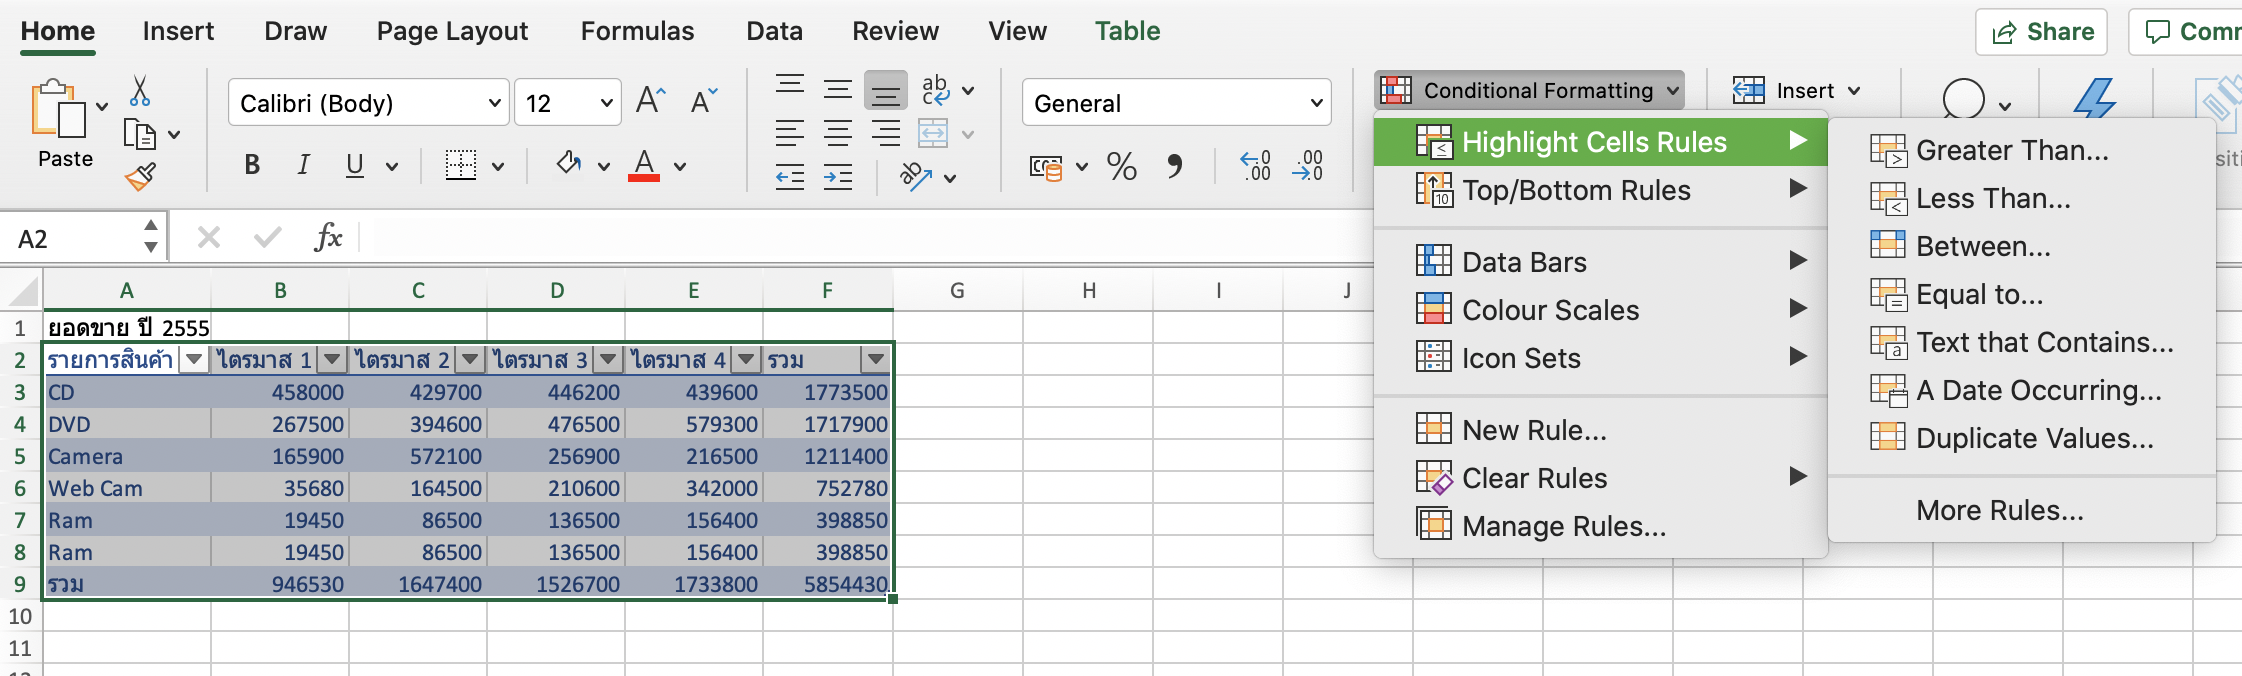 Home Insert Draw Page Layout Formulas Data Review View Table Share
Calibri (Body) 12 General Conditional Formatting Insert
Paste
B I U A % 
A2 fx
Highlight Cells Rules
Top/Bottom Rules
Data Bars
Colour Scales
Icon Sets
New Rule...
Clear Rules
Manage Rules...
Greater Than...
Less Than...
Between...
Equal to...
Text that Contains...
A Date Occurring...
Duplicate Values...
More Rules...
A B C D E F G H I J
1 ยอดขาย ปี 2555
2 รายการสินค้า ไตรมาส 1 ไตรมาส 2 ไตรมาส 3 ไตรมาส 4 รวม
3 CD 458000 429700 446200 439600 1773500
4 DVD 267500 394600 476500 579300 1717900
5 Camera 165900 572100 256900 216500 1211400
6 Web Cam 35680 164500 210600 342000 752780
7 Ram 19450 86500 136500 156400 398850
8 Ram 19450 86500 136500 156400 398850
9 รวม 946530 1647400 1526700 1733800 5854430
10
11